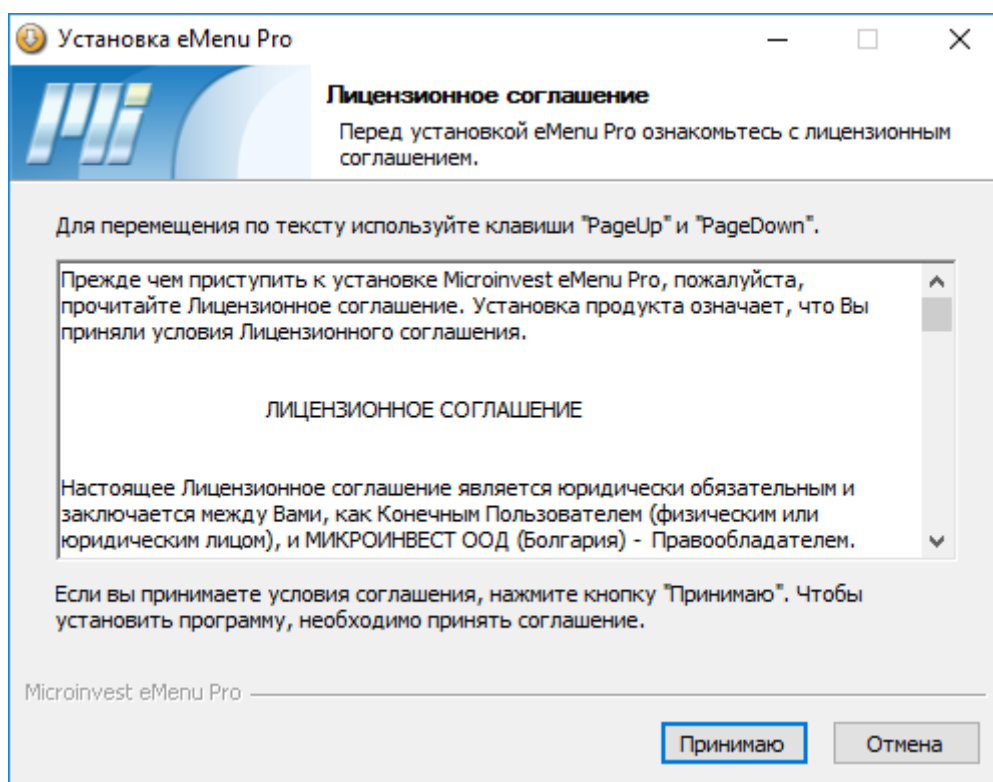 Установка eMenu Pro
Mi
Лицензионное соглашение
Перед установкой eMenu Pro ознакомьтесь с лицензионным
соглашением.
Для перемещения по тексту используйте клавиши "PageUp" и "PageDown".
Прежде чем приступить к установке Microinvest eMenu Pro, пожалуйста,
прочитайте Лицензионное соглашение. Установка продукта означает, что Вы
приняли условия Лицензионного соглашения.
ЛИЦЕНЗИОННОЕ СОГЛАШЕНИЕ
Настоящее Лицензионное соглашение является юридически обязательным и
заключается между Вами, как Конечным Пользователем (физическим или
юридическим лицом), и МИКРОИНВЕСТ ООД (Болгария) - Правообладателем.
Если вы принимаете условия соглашения, нажмите кнопку "Принимаю". Чтобы
установить программу, необходимо принять соглашение.
Microinvest eMenu Pro
Принимаю
Отмена